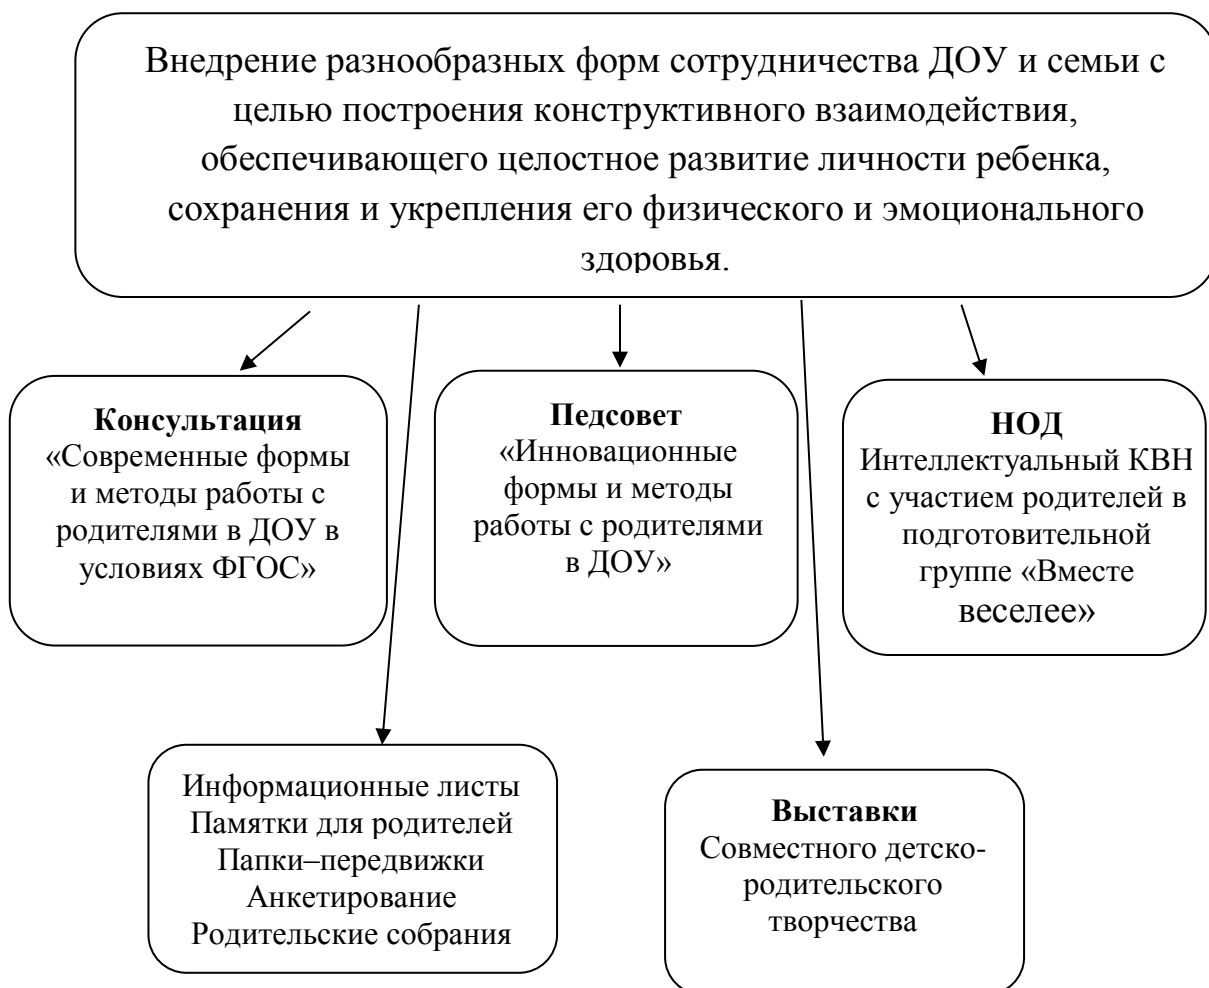 Внедрение разнообразных форм сотрудничества ДОУ и семьи с
целью построения конструктивного взаимодействия,
обеспечивающего целостное развитие личности ребенка,
сохранения и укрепления его физического и эмоционального
здоровья.
Консультация
«Современные формы
и методы работы с
родителями в ДОУ в
условиях ФГОС»
Педсовет
«Инновационные
формы и методы
работы с родителями
в ДОУ»
НОД
Интеллектуальный КВН
с участием родителей в
подготовительной
группе «Вместе
веселее»
Информационные листы
Памятки для родителей
Папки–передвижки
Анкетирование
Родительские собрания
Выставки
Совместного детско-
родительского
творчества